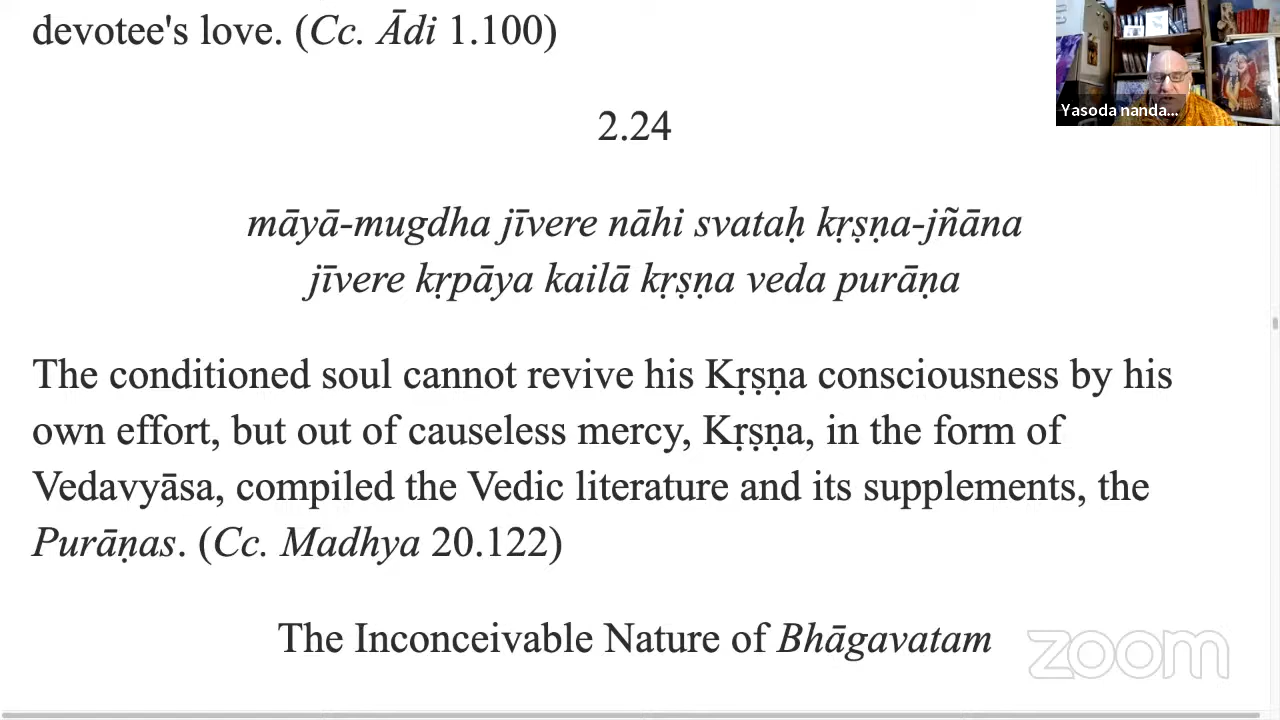 devotee's love. (Cc. Ādi 1.100)
Yasoda nanda...
2.24
māyā-mugdha jīvere nāhi svataḥ kṛṣṇa-jñāna
jīvere kṛpāya kailā kṛṣṇa veda purāṇa
The conditioned soul cannot revive his Kṛṣṇa consciousness by his
own effort, but out of causeless mercy, Kṛṣṇa, in the form of
Vedavyāsa, compiled the Vedic literature and its supplements, the
Purāṇas. (Cc. Madhya 20.122)
The Inconceivable Nature of Bhāgavatam
zoom